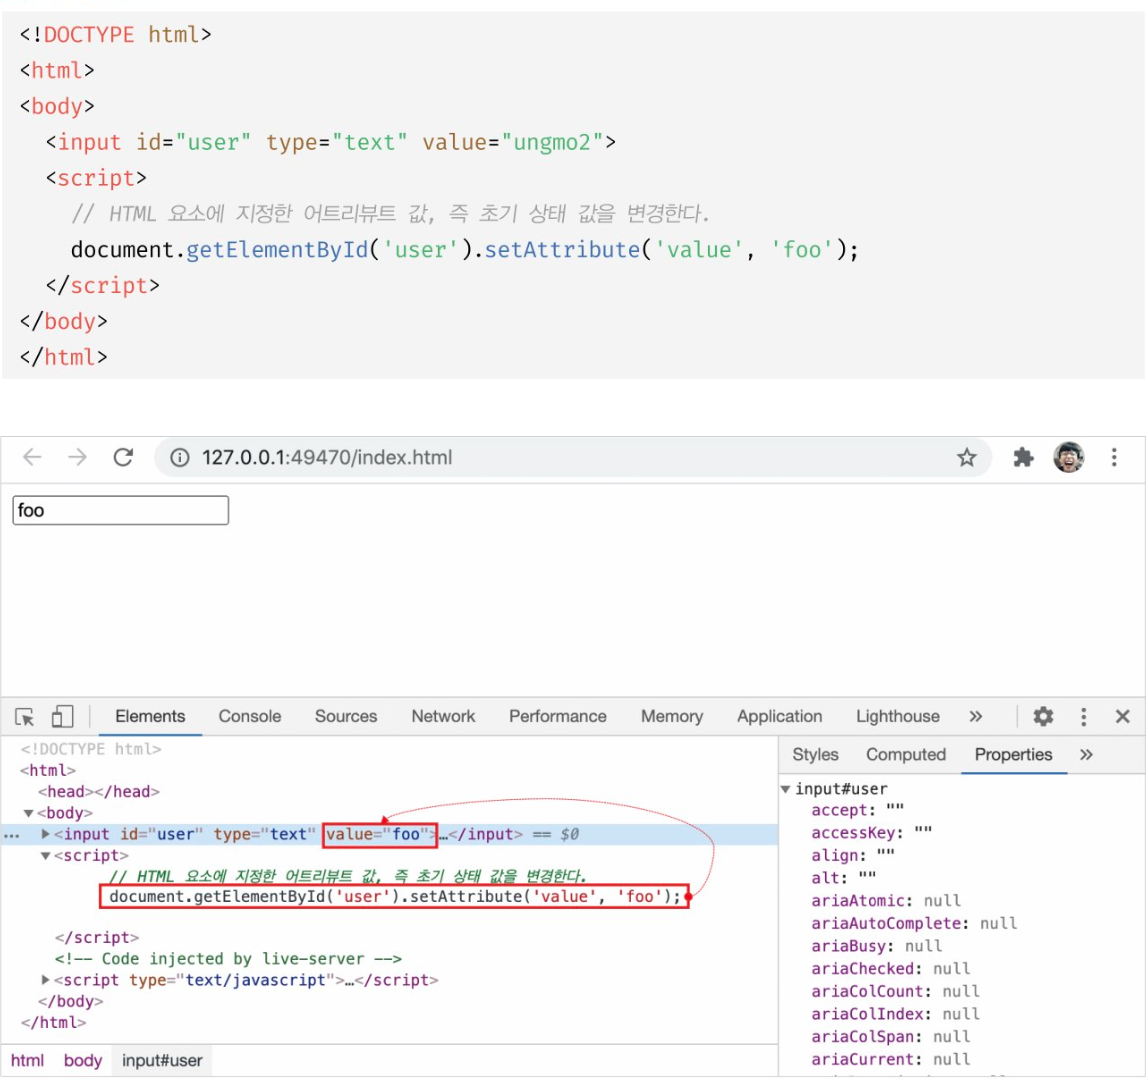 <!DOCTYPE html>
<html>
<body>
<input id="user" type="text" value="ungmo2">
<script>
// HTML 요소에 지정한 어트리뷰트 값, 즉 초기 상태 값을 변경한다.
document.getElementById('user').setAttribute('value', 'foo');
</script>
</body>
</html>
127.0.0.1:49470/index.html
foo
Elements Console Sources Network Performance Memory Application Lighthouse »
<!DOCTYPE html>
<html>
<head></head>
▼<body>
… ▶<input id="user" type="text" value="foo">…</input> == $0
▼<script>
// HTML 요소에 지정한 어트리뷰트 값, 즉 초기 상태 값을 변경한다.
document.getElementById('user').setAttribute('value', 'foo');
</script>
<!-- Code injected by live-server -->
▶<script type="text/javascript">…</script>
</body>
</html>
html body input#user
Styles Computed Properties »
▼input#user
accept: ""
accessKey: ""
align: ""
alt: ""
ariaAtomic: null
ariaAutoComplete: null
ariaBusy: null
ariaChecked: null
ariaColCount: null
ariaColIndex: null
ariaColSpan: null
ariaCurrent: null